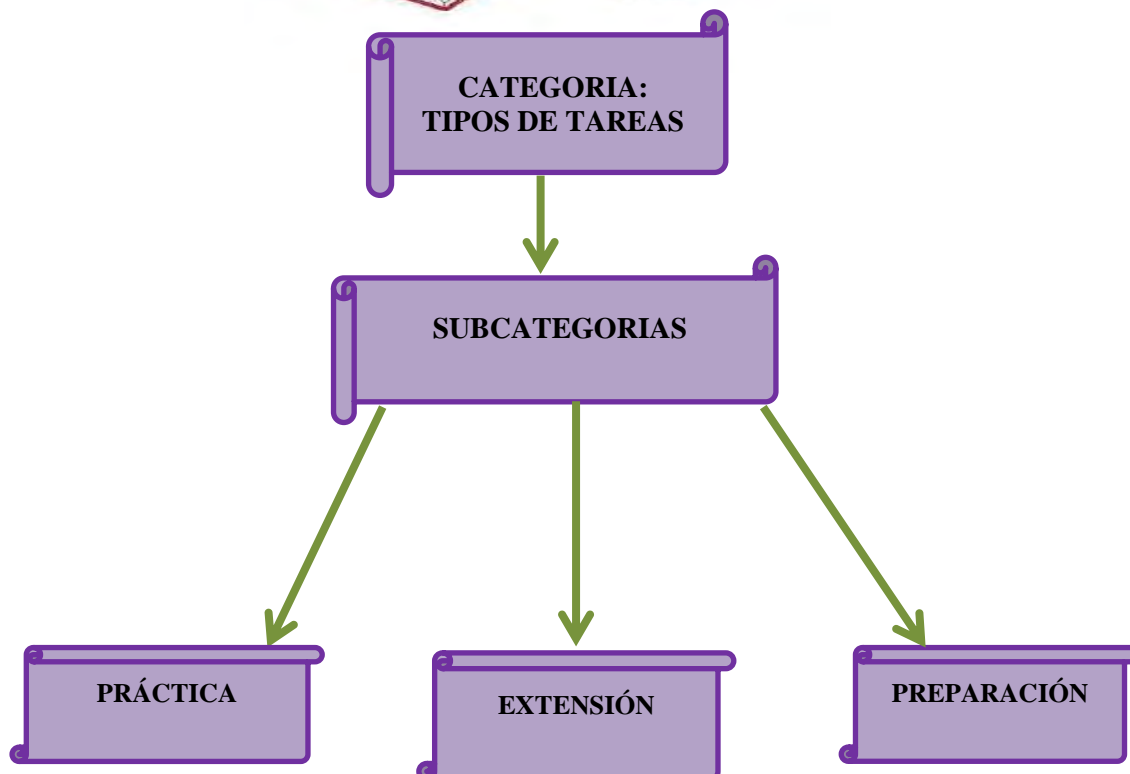 CATEGORIA:
TIPOS DE TAREAS
SUBCATEGORIAS
PRÁCTICA
EXTENSIÓN
PREPARACIÓN